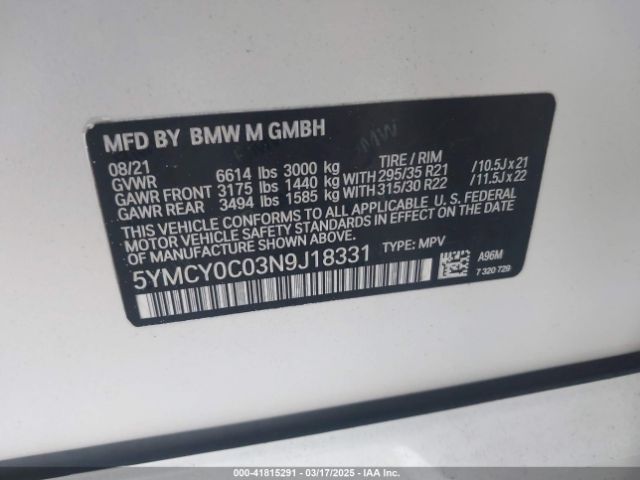 MFD BY BMW M GMBH
08/21 TIRE / RIM
GVWR 6614 lbs 3000 kg
GAWR FRONT 3175 lbs 1440 kg WITH 295/35 R21 /10.5J x 21
GAWR REAR 3494 lbs 1585 kg WITH 315/30 R22 /11.5J x 22
THIS VEHICLE CONFORMS TO ALL APPLICABLE U. S. FEDERAL
MOTOR VEHICLE SAFETY AND THEFT PREVENTION STANDARDS IN EFFECT ON THE DATE
OF MANUFACTURE SHOWN ABOVE.
5YMCY0C03N9J18331 TYPE: MPV
A96M
7 320 729
000-41815291 | 03/17/2025 | IAA Inc.